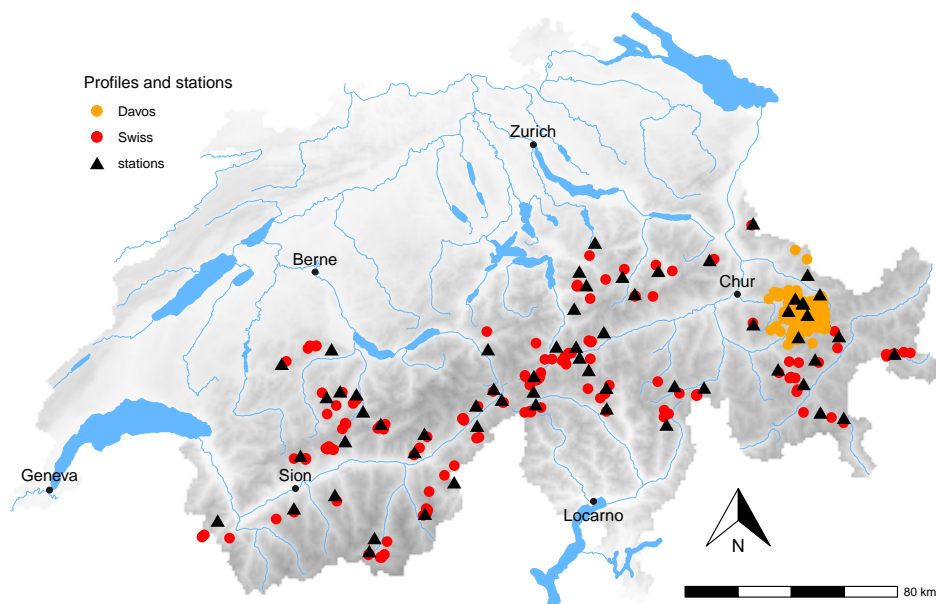 Profiles and stations
Davos
Swiss
stations
Zurich
Berne
Chur
Geneva
Sion
Locarno
N
80 km